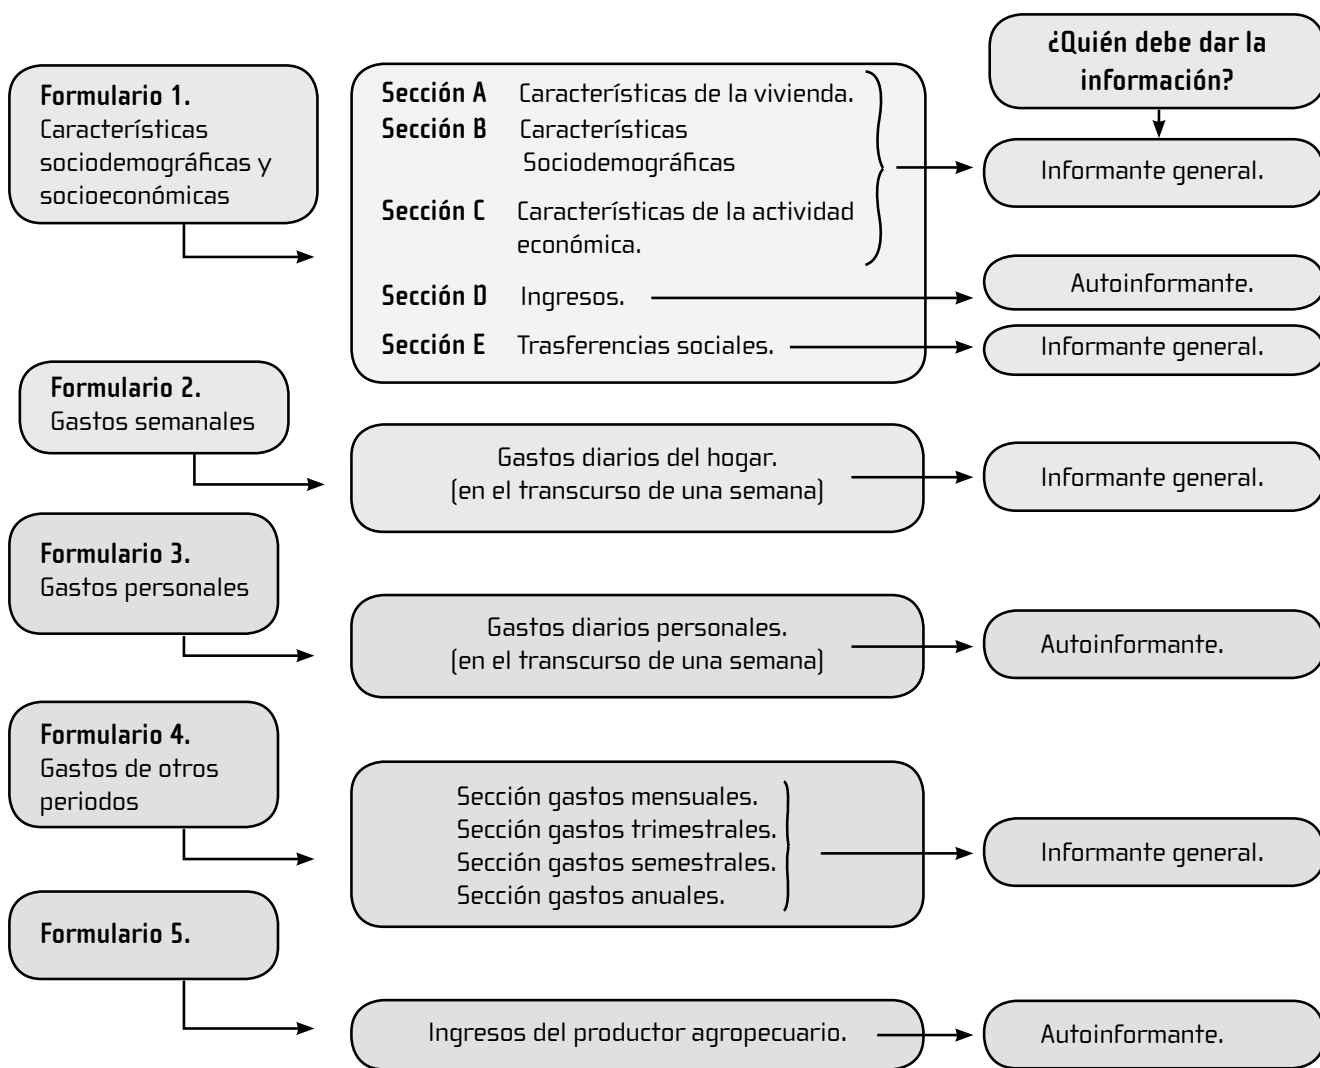 ¿Quién debe dar la
información?
Formulario 1.
Características
sociodemográficas y
socioeconómicas
Sección A Características de la vivienda.
Sección B Características
Sociodemográficas
Sección C Características de la actividad
económica.
Informante general.
Sección D Ingresos.
Autoinformante.
Sección E Trasferencias sociales.
Informante general.
Formulario 2.
Gastos semanales
Gastos diarios del hogar.
(en el transcurso de una semana)
Informante general.
Formulario 3.
Gastos personales
Gastos diarios personales.
(en el transcurso de una semana)
Autoinformante.
Formulario 4.
Gastos de otros
periodos
Sección gastos mensuales.
Sección gastos trimestrales.
Sección gastos semestrales.
Sección gastos anuales.
Informante general.
Formulario 5.
Ingresos del productor agropecuario.
Autoinformante.